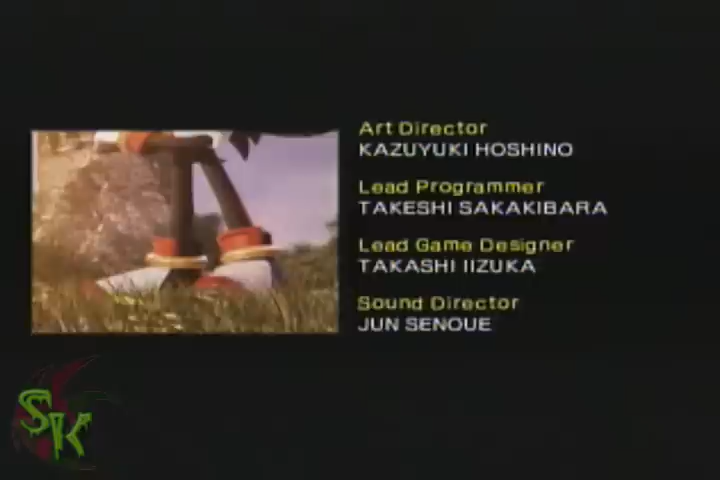 Art Director
KAZUYUKI HOSHINO
Lead Programmer
TAKESHI SAKAKIBARA
Lead Game Designer
TAKASHI IIZUKA
Sound Director
JUN SENOUE
SK